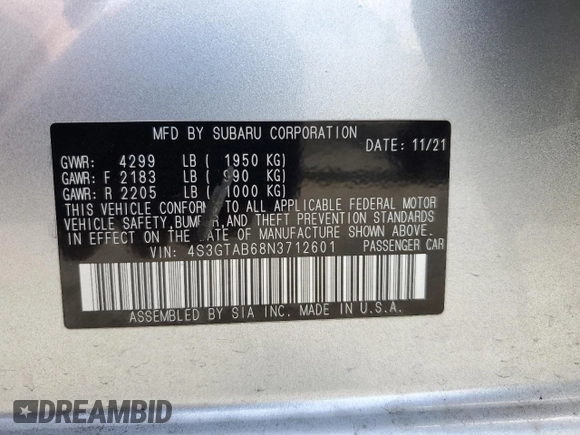 MFD BY SUBARU CORPORATION
DATE: 11/21
GVWR: 4299 LB ( 1950 KG)
GAWR: F 2183 LB ( 990 KG)
GAWR: R 2205 LB ( 1000 KG)
THIS VEHICLE CONFORMS TO ALL APPLICABLE FEDERAL MOTOR
VEHICLE SAFETY, BUMPER, AND THEFT PREVENTION STANDARDS
IN EFFECT ON THE DATE OF MANUFACTURE SHOWN ABOVE.
VIN: 4S3GTAB68N3712601 PASSENGER CAR
ASSEMBLED BY SIA INC. MADE IN U.S.A.
DREAMBID